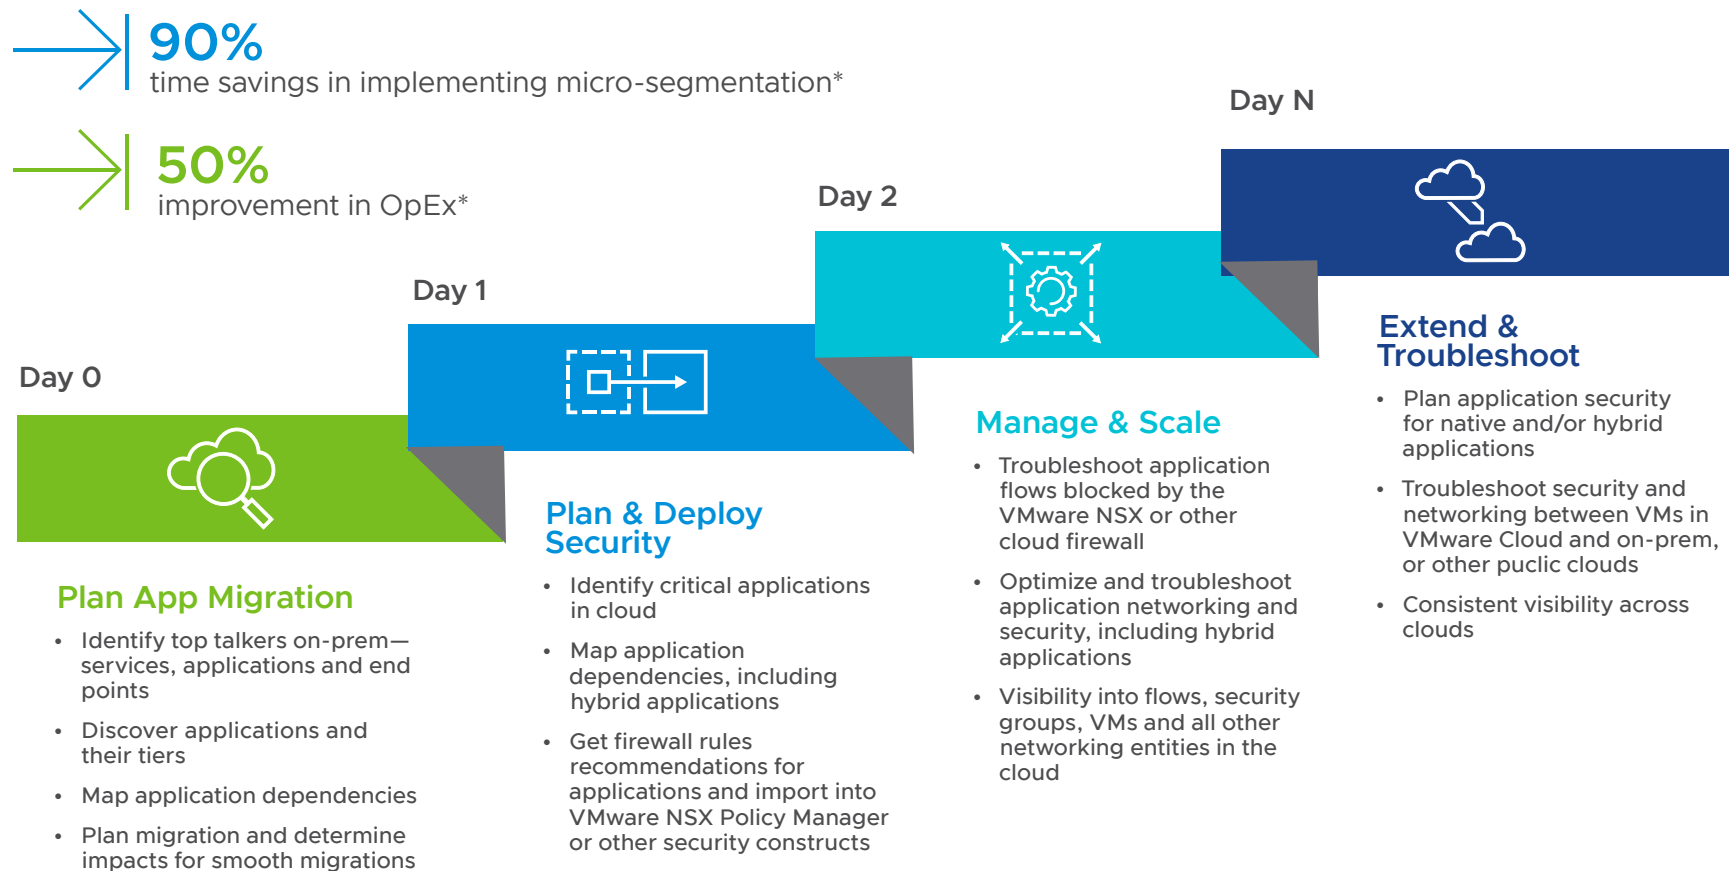 90%
time savings in implementing micro-segmentation*
50%
improvement in OpEx*
Day 0
Plan App Migration
• Identify top talkers on-prem—
services, applications and end
points
• Discover applications and
their tiers
• Map application dependencies
• Plan migration and determine
impacts for smooth migrations
Day 1
Plan & Deploy
Security
• Identify critical applications
in cloud
• Map application
dependencies, including
hybrid applications
• Get firewall rules
recommendations for
applications and import into
VMware NSX Policy Manager
or other security constructs
Day 2
Manage & Scale
• Troubleshoot application
flows blocked by the
VMware NSX or other
cloud firewall
• Optimize and troubleshoot
application networking and
security, including hybrid
applications
• Visibility into flows, security
groups, VMs and all other
networking entities in the
cloud
Day N
Extend &
Troubleshoot
• Plan application security
for native and/or hybrid
applications
• Troubleshoot security and
networking between VMs in
VMware Cloud and on-prem,
or other puclic clouds
• Consistent visibility across
clouds